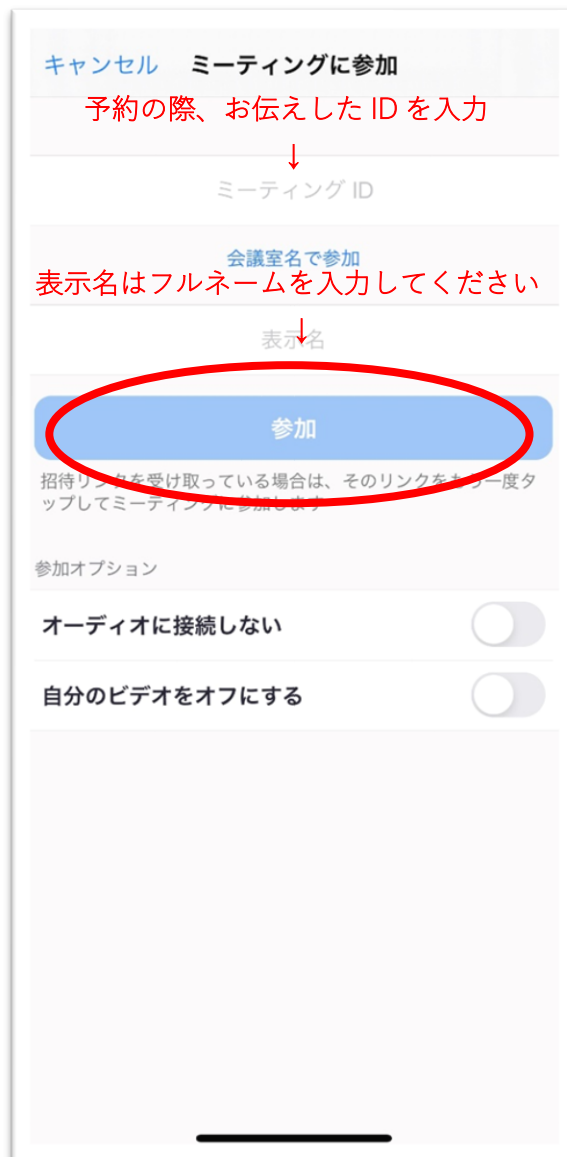 キャンセル ミーティングに参加
予約の際、お伝えした ID を入力
↓
ミーティング ID
会議室名で参加
表示名はフルネームを入力してください
↓
表示名
参加
招待リンクを受け取っている場合は、そのリンクをもう一度タ
ップしてミーティングに参加します
参加オプション
オーディオに接続しない
自分のビデオをオフにする